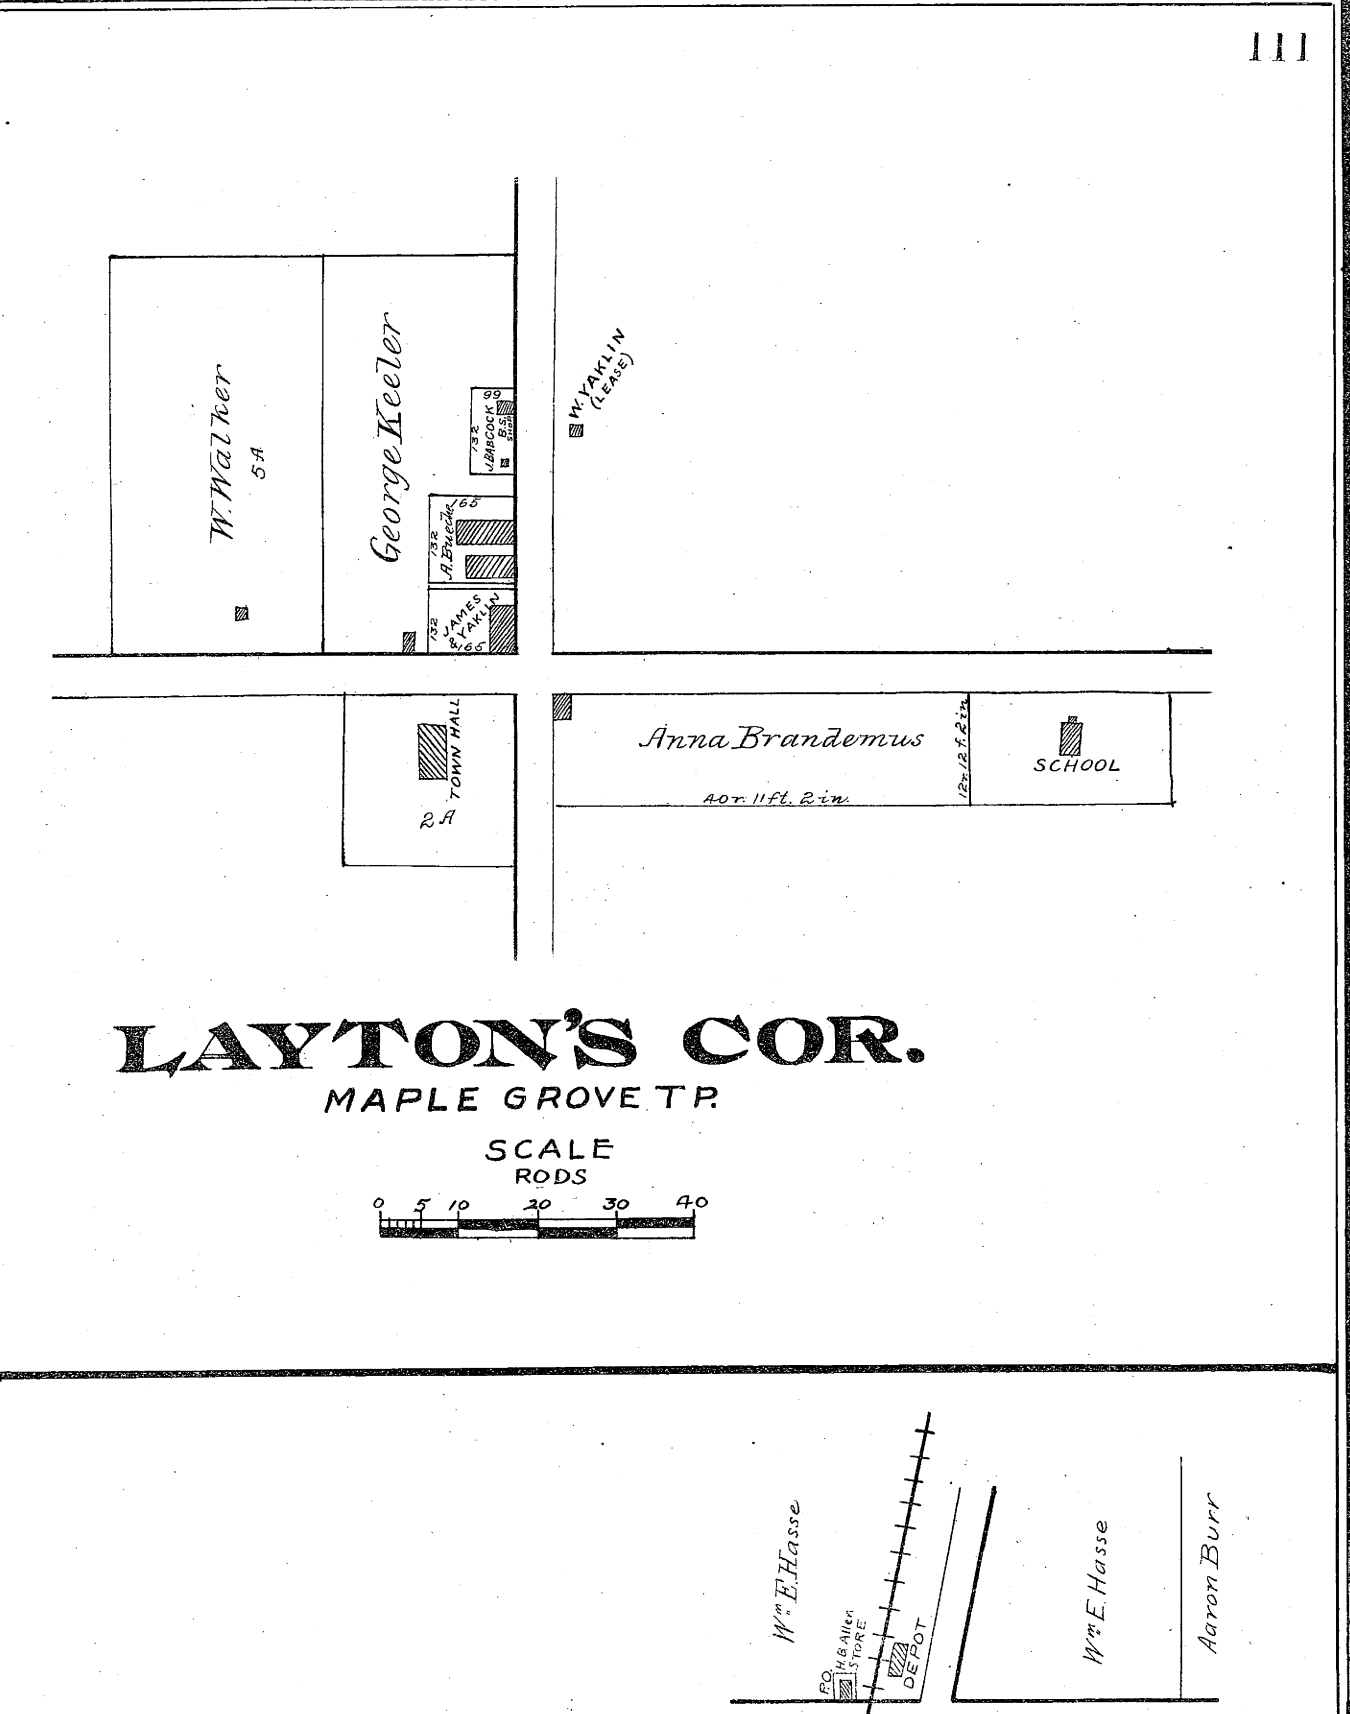 111
W. Walker
5A
George Keeler
99
132
J. BABCOCK
B.S.
SHOP
W. YAKLIN
(LEASE)
165
132
A. Bueche
132
JAMES
& YAKLIN
165
TOWN HALL
2A
Anna Brandemus
40r. 11ft. 2in.
12r. 12f. 2in
SCHOOL
LAYTON'S COR.
MAPLE GROVE TP.
SCALE
RODS
0 5 10 20 30 40
Wm E. Hasse
P.O.
H.B. Allen
STORE
DEPOT
Wm E. Hasse
Aaron Burr